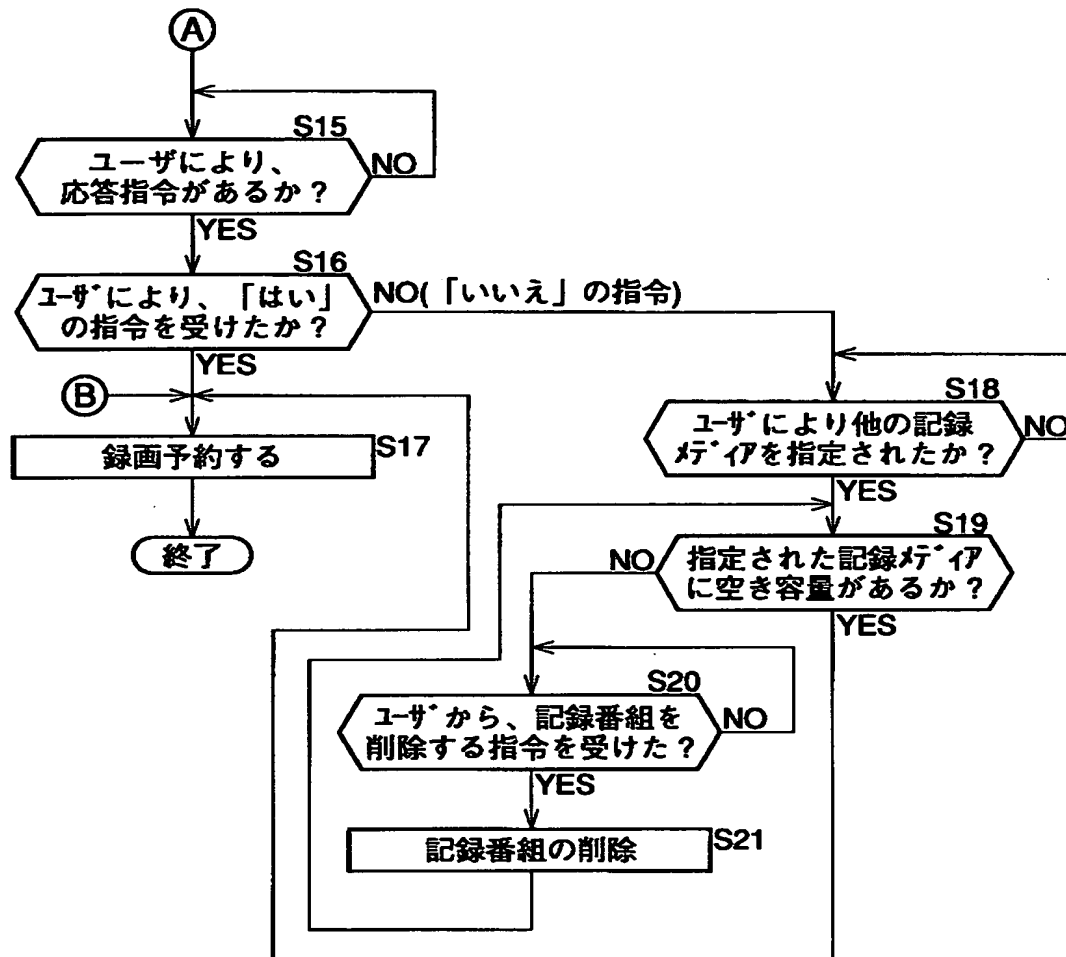 A
S15
ユーザにより、
応答指令があるか？
NO
YES
S16
ﾕｰｻﾞにより、「はい」
の指令を受けたか？
NO(「いいえ」の指令)
YES
B
S17
録画予約する
終了
S18
ﾕｰｻﾞにより他の記録
ﾒﾃﾞｨｱを指定されたか？
NO
YES
S19
指定された記録ﾒﾃﾞｨｱ
に空き容量があるか？
NO
YES
S20
ﾕｰｻﾞから、記録番組を
削除する指令を受けた？
NO
YES
S21
記録番組の削除